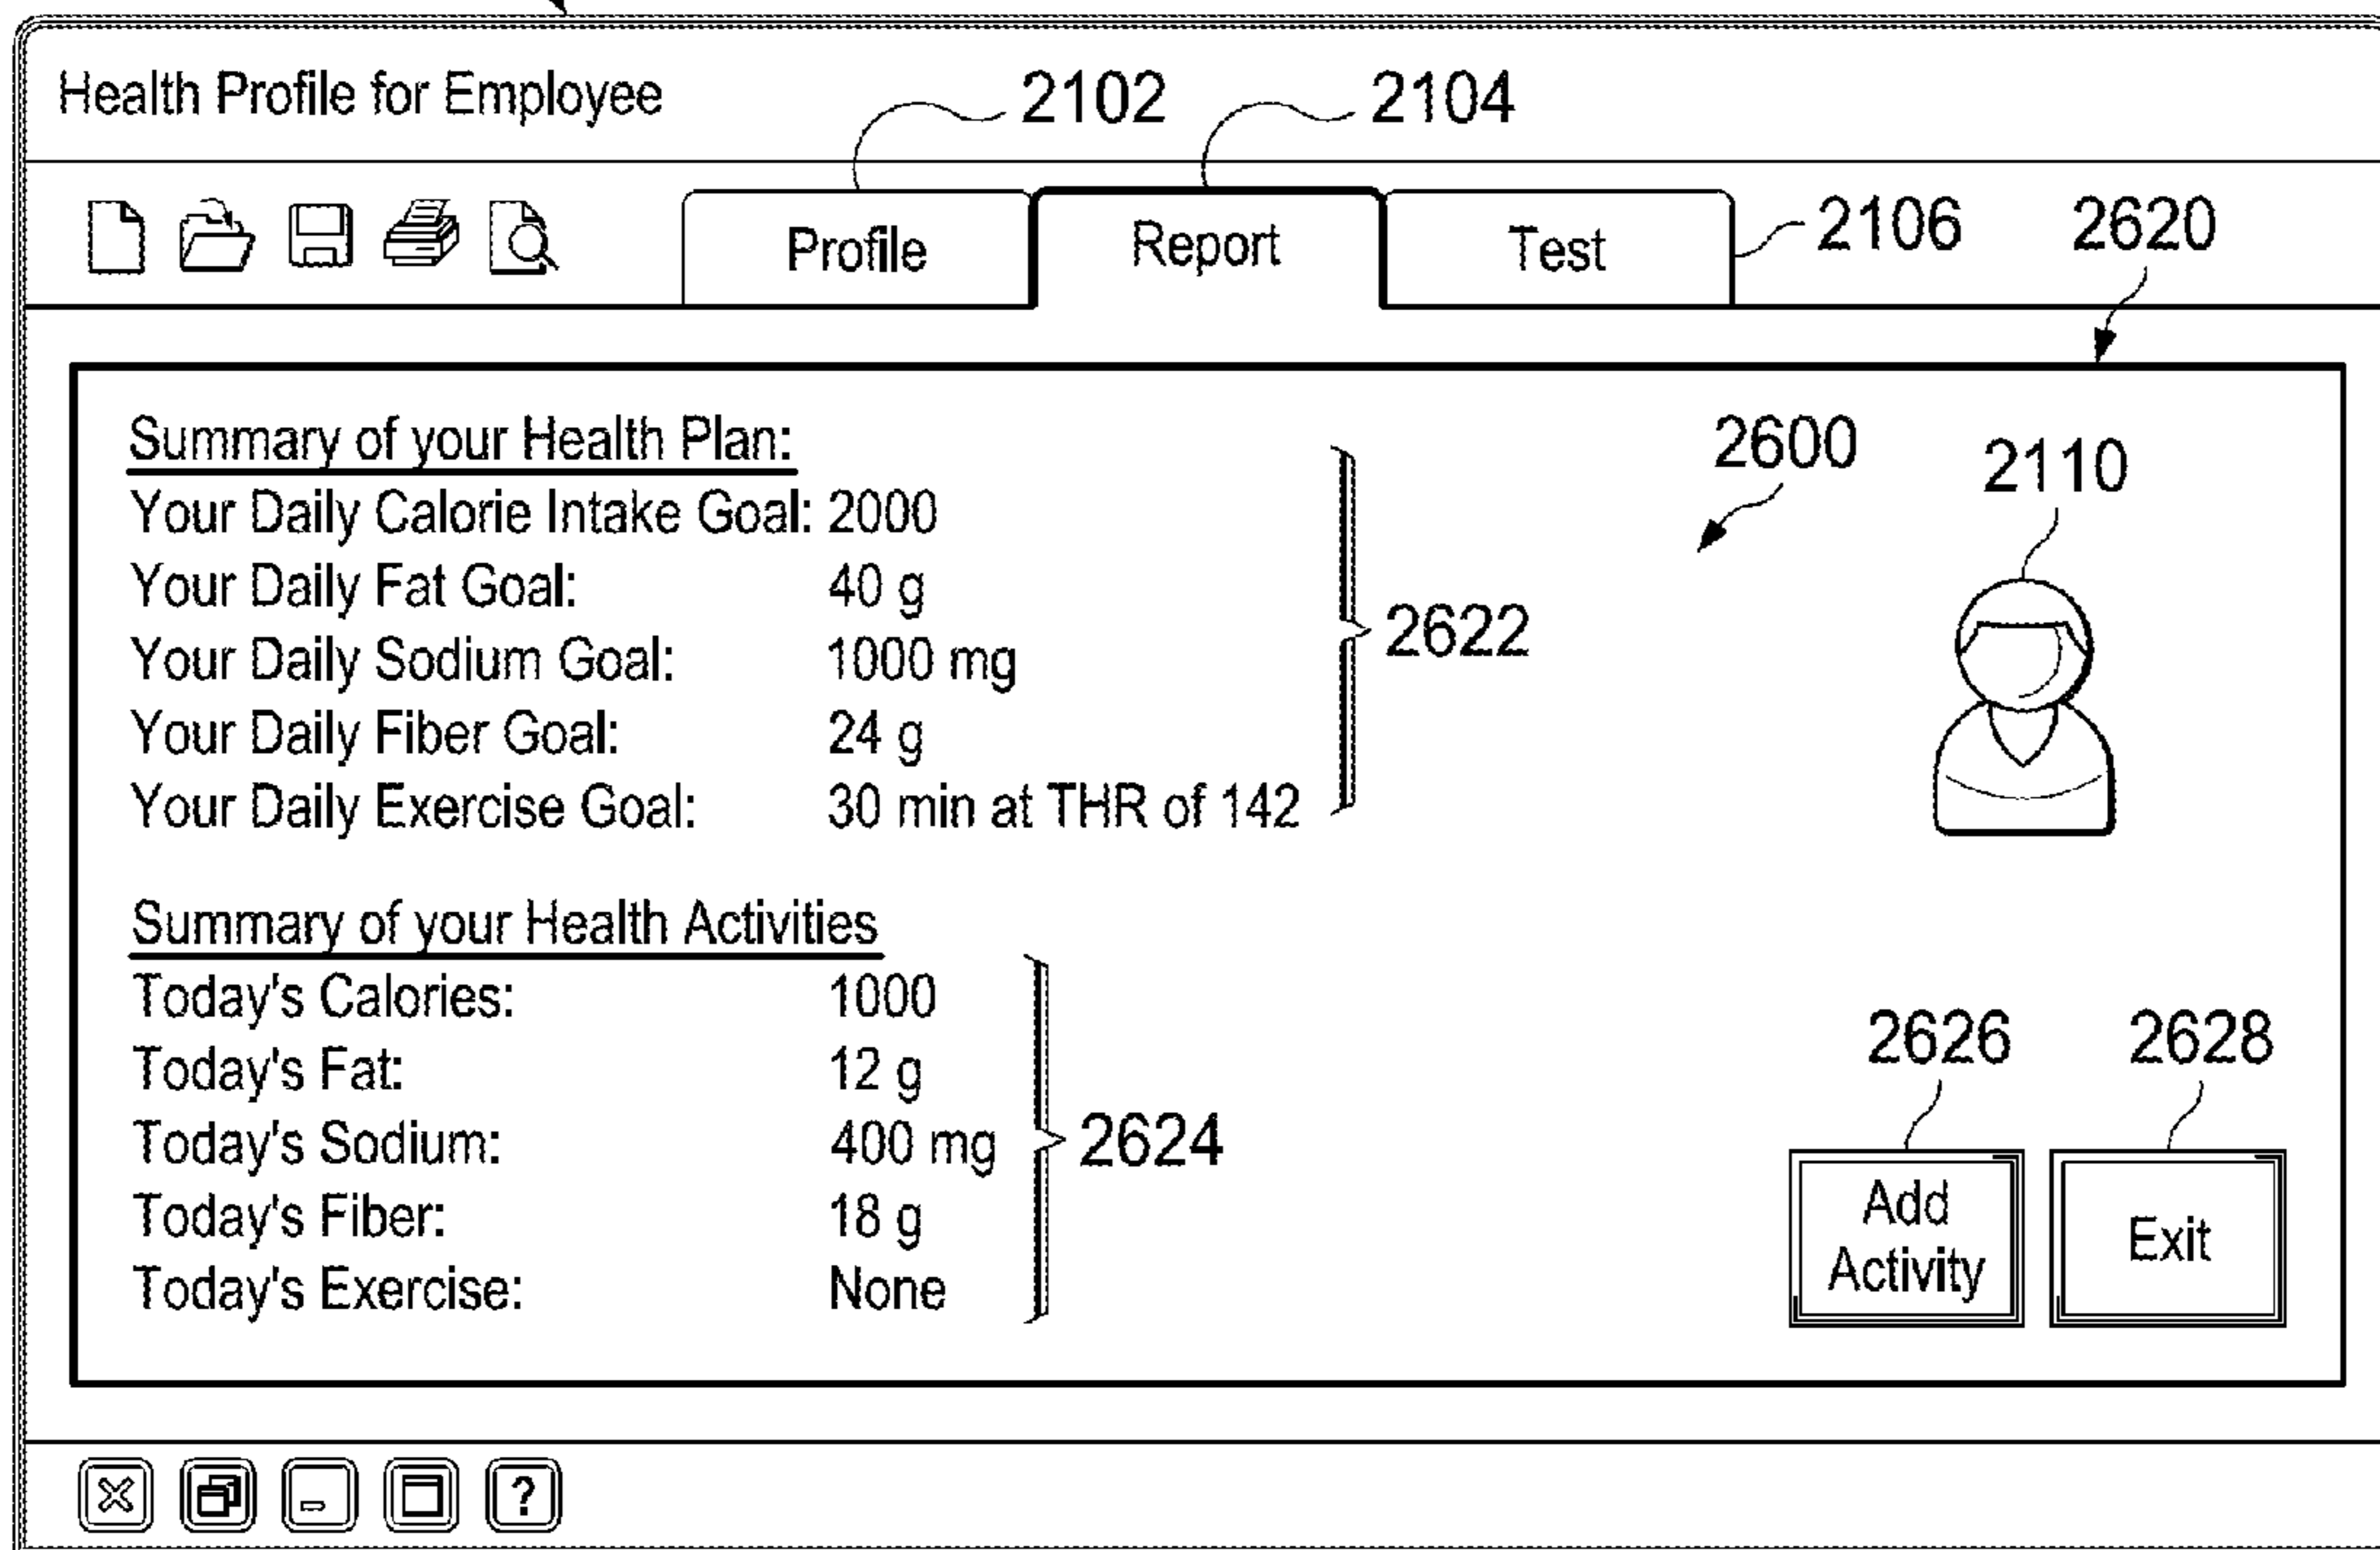 Health Profile for Employee
2102
2104
Profile
Report
Test
2106
2620
Summary of your Health Plan:
Your Daily Calorie Intake Goal: 2000
Your Daily Fat Goal: 40 g
Your Daily Sodium Goal: 1000 mg
Your Daily Fiber Goal: 24 g
Your Daily Exercise Goal: 30 min at THR of 142
2622
2600
2110
Summary of your Health Activities
Today's Calories: 1000
Today's Fat: 12 g
Today's Sodium: 400 mg
Today's Fiber: 18 g
Today's Exercise: None
2624
2626
2628
Add
Activity
Exit
?